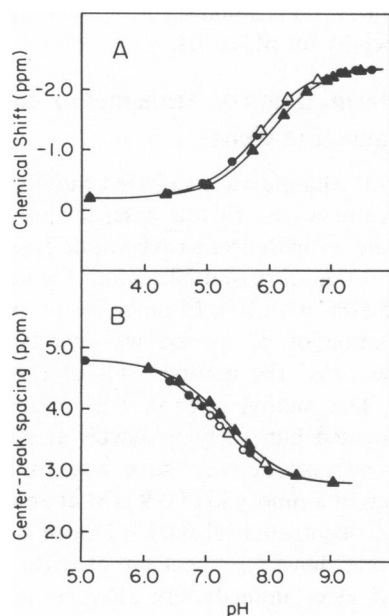 A
Chemical Shift (ppm)
-2.0
-1.0
0
4.0 5.0 6.0 7.0
B
Center-peak spacing (ppm)
5.0
4.0
3.0
2.0
5.0 6.0 7.0 8.0 9.0
pH